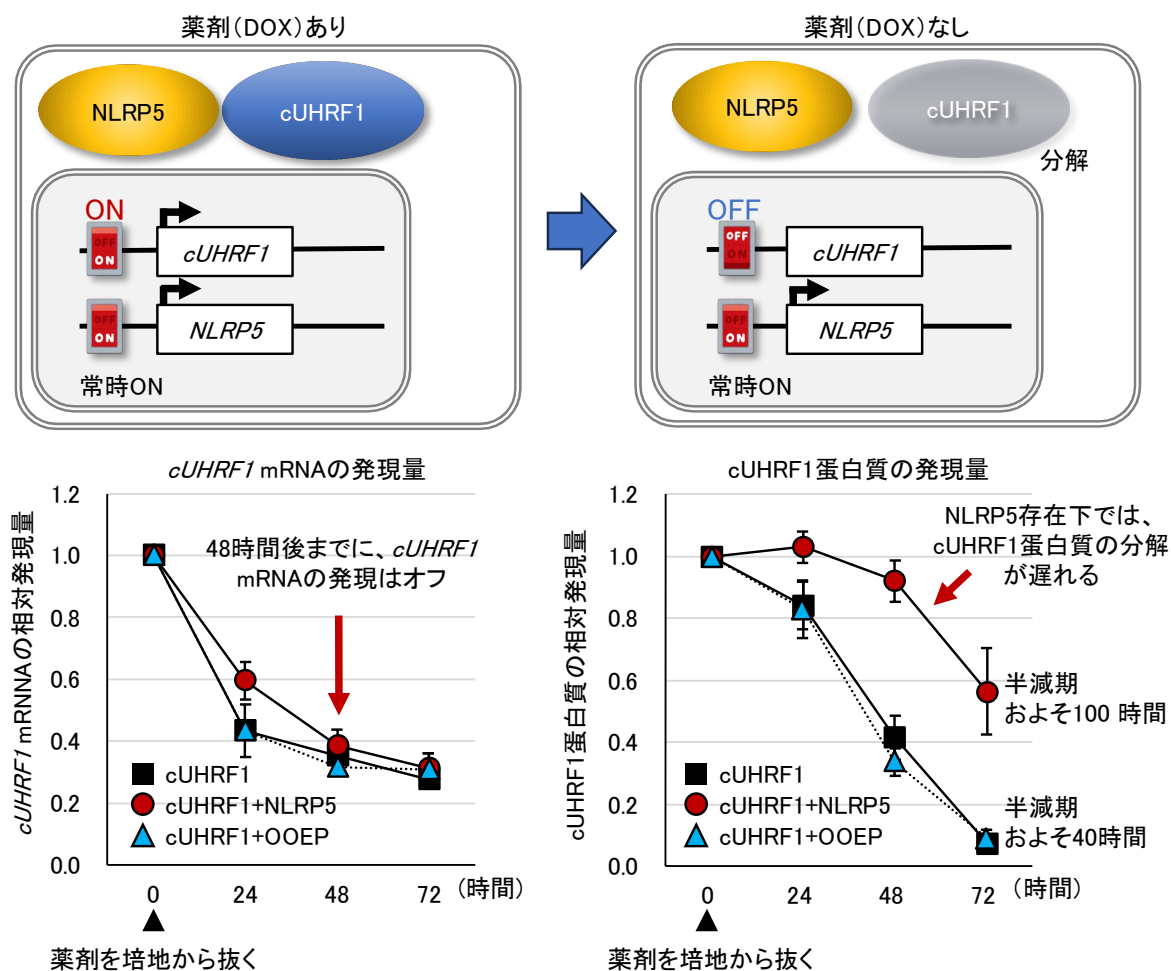 薬剤(DOX)あり
NLRP5
cUHRF1
ON
OFF
ON
cUHRF1
OFF
ON
NLRP5
常時ON
薬剤(DOX)なし
NLRP5
cUHRF1
分解
OFF
OFF
ON
cUHRF1
OFF
ON
NLRP5
常時ON
cUHRF1 mRNAの発現量
cUHRF1 mRNNAの相対発現量
1.2
1.0
0.8
0.6
0.4
0.2
0.0
48時間後までに、cUHRF1
mRNAの発現はオフ
cUHRF1
cUHRF1+NLRP5
cUHRF1+OOEP
0
24
48
72
(時間)
薬剤を培地から抜く
cUHRF1蛋白質の発現量
cUHRF1蛋白質の相対発現量
1.2
1.0
0.8
0.6
0.4
0.2
0.0
NLRP5存在下では、
cUHRF1蛋白質の分解
が遅れる
半減期
およそ100 時間
cUHRF1
cUHRF1+NLRP5
cUHRF1+OOEP
半減期
およそ40時間
0
24
48
72
(時間)
薬剤を培地から抜く